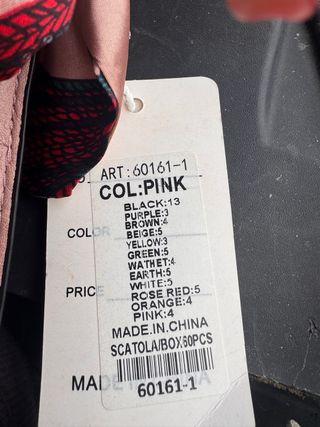 ART:60161-1
COL:PINK
BLACK:13
PURPLE:3
BROWN:4
COLOR
BEIGE:5
YELLOW:3
GREEN:5
WATHET:4
EARTH:5
WHITE:5
PRICE
ROSE RED:5
ORANGE:4
PINK:4
MADE.IN.CHINA
SCATOLA/BOX.60PCS
60161-1